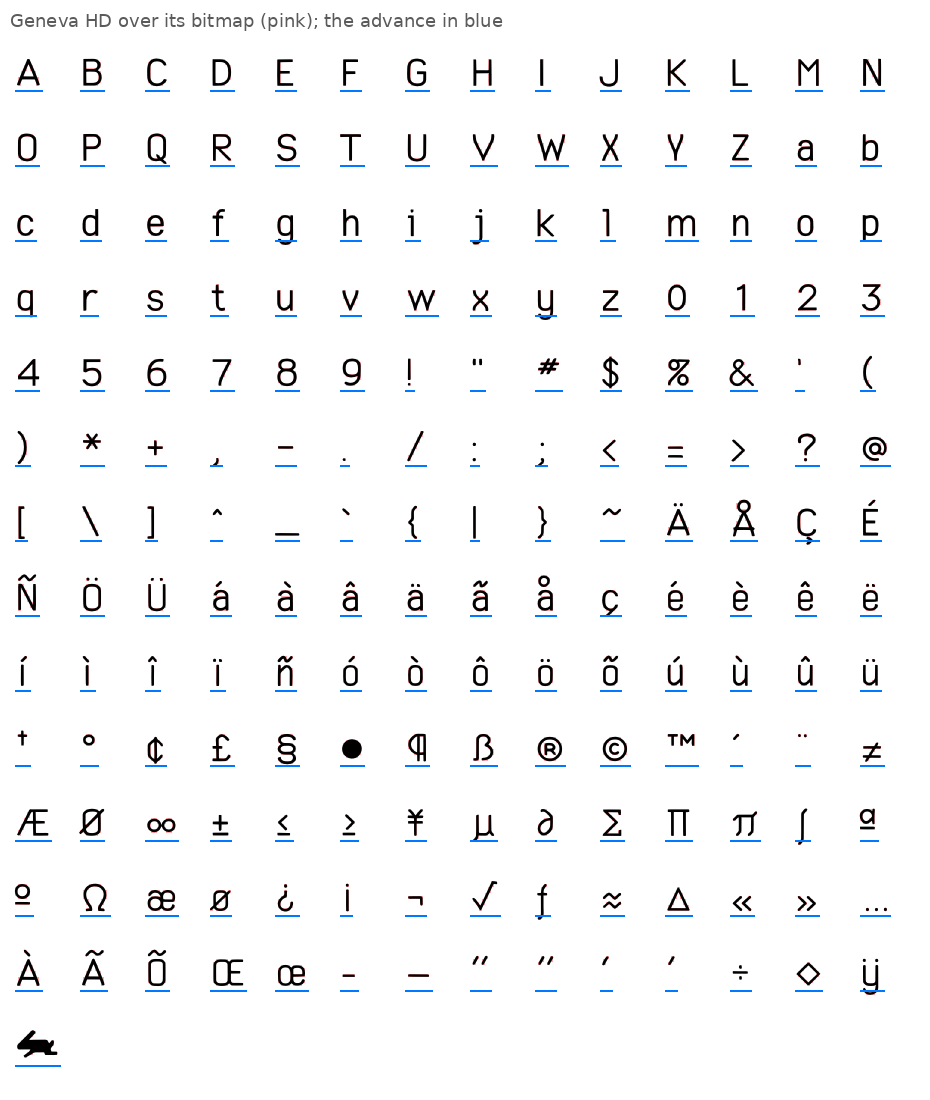 Geneva HD over its bitmap (pink); the advance in blue
A B C D E F G H I J K L M N
O P Q R S T U V W X Y Z a b
c d e f g h i j k l m n o p
q r s t u v w x y z 0 1 2 3
4 5 6 7 8 9 ! " # $ % & ' (
) * + , − . / : ; < = > ? @
[ \ ] ^ _ ` { | } ~ Ä Å Ç É
Ñ Ö Ü á à â ä ã å ç é è ê ë
í ì î ï ñ ó ò ô ö õ ú ù û ü
† ° ¢ £ § • ¶ ß ® © ™ ´ ¨ ≠
Æ Ø ∞ ± ≤ ≥ ¥ µ ∂ Σ Π π ∫ ª
º Ω æ ø ¿ ¡ ¬ √ ƒ ≈ Δ « » …
À Ã Õ Œ œ – — “ ” ‘ ’ ÷ ◊ ÿ